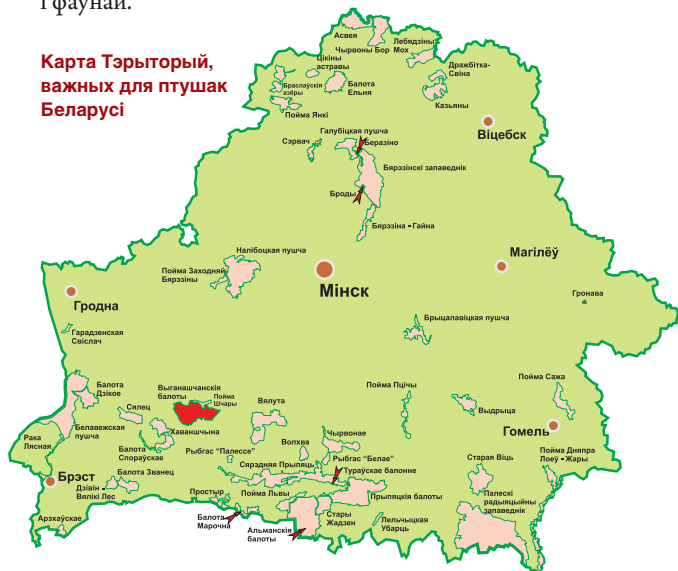 і фаўнай.
Карта Тэрыторый,
важных для птушак
Беларусі
Асвея
Чырвоны Бор
Лебядзіны
Мох
Цікіны
астравы
Браслаўскія
азёры
Балота
Ельня
Дражбітка-
Свіна
Казьяны
Пойма Янкі
Віцебск
Галубіцкая пушча
Сэрвач
Беразіно
Бярэзінскі запаведнік
Броды
Бярэзіна - Гайна
Налібоцкая пушча
Пойма Заходняй
Бярэзіны
Мінск
Магілёў
Гронава
Гродна
Гарадзенская
Свіслач
Брыцалавіцкая пушча
Балота
Дзікое
Выганашчанскія
балоты
Пойма
Шчары
Вялута
Пойма Пцічы
Пойма Сажа
Сялец
Хаваншчына
Белавежская
пушча
Выдрыца
Гомель
Рака
Лясная
Балота
Спораўскае
Чырвонае
Волхва
Рыбгас "Палессе"
Рыбгас "Белае"
Сярэдняя Прыпяць
Тураўскае балонне
Старая Віць
Пойма Дняпра
Лоеў - Жары
Брэст
Балота Званец
Дзівін -
Вялікі Лес
Простыр
Пойма Львы
Прыпяцкія балоты
Палескі
радыяцыйны
запаведнік
Арэхаўскае
Балота
Марочна
Альманскія
балоты
Стары
Жадзен
Лельчыцкая
Убарць